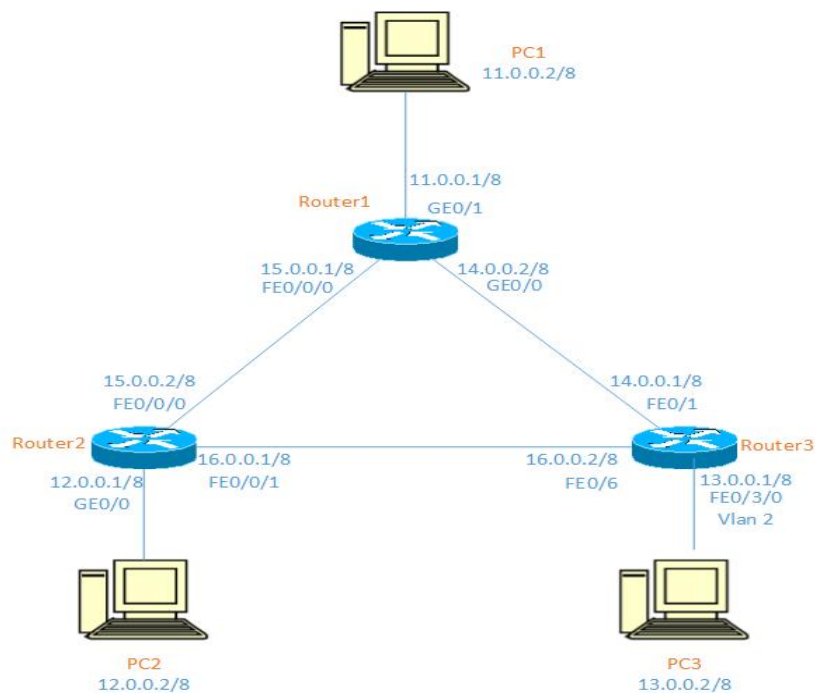 PC1
11.0.0.2/8
11.0.0.1/8
Router1
GE0/1
15.0.0.1/8
FE0/0/0
14.0.0.2/8
GE0/0
15.0.0.2/8
FE0/0/0
14.0.0.1/8
FE0/1
Router2
16.0.0.1/8
FE0/0/1
16.0.0.2/8
FE0/6
Router3
12.0.0.1/8
GE0/0
13.0.0.1/8
FE0/3/0
Vlan 2
PC2
12.0.0.2/8
PC3
13.0.0.2/8